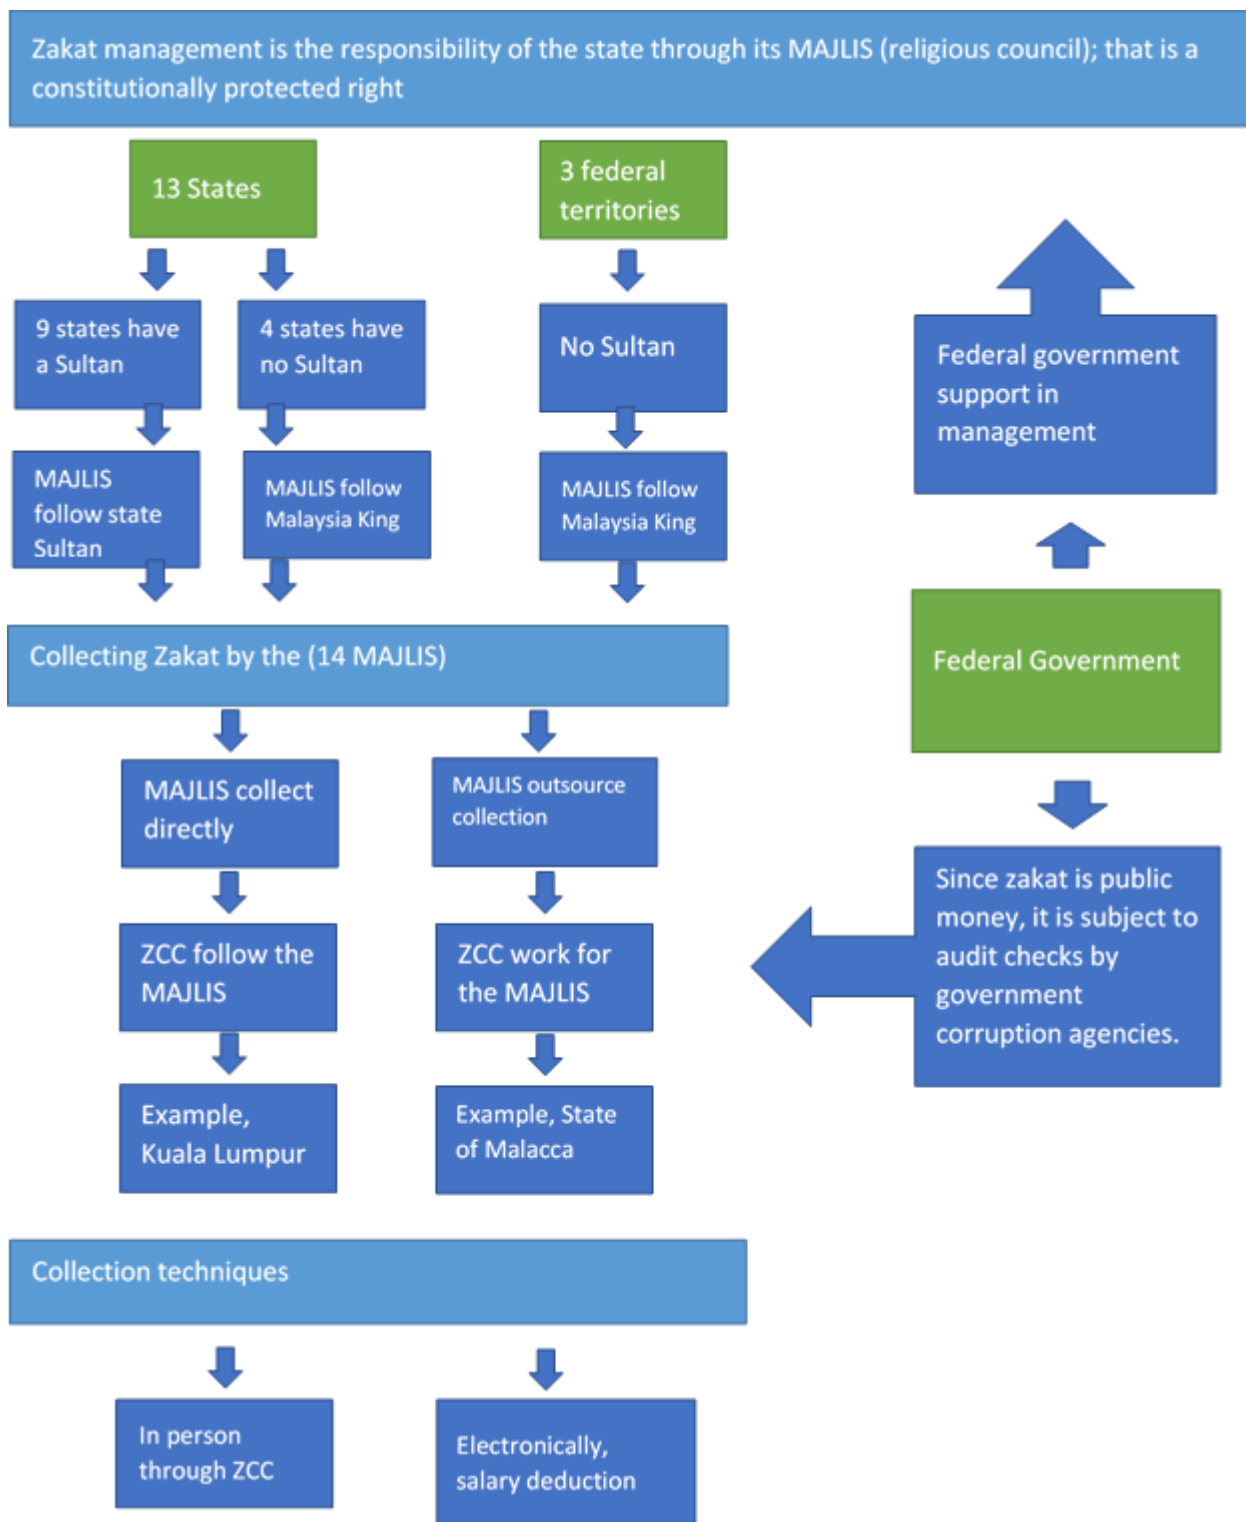 Zakat management is the responsibility of the state through its MAJLIS (religious council); that is a
constitutionally protected right
13 States
3 federal
territories
9 states have
a Sultan
4 states have
no Sultan
No Sultan
Federal government
support in
management
MAJLIS
follow state
Sultan
MAJLIS follow
Malaysia King
MAJLIS follow
Malaysia King
Federal Government
Collecting Zakat by the (14 MAJLIS)
MAJLIS collect
directly
MAJLIS outsource
collection
Since zakat is public
money, it is subject to
audit checks by
government
corruption agencies.
ZCC follow the
MAJLIS
ZCC work for
the MAJLIS
Example,
Kuala Lumpur
Example, State
of Malacca
Collection techniques
In person
through ZCC
Electronically,
salary deduction